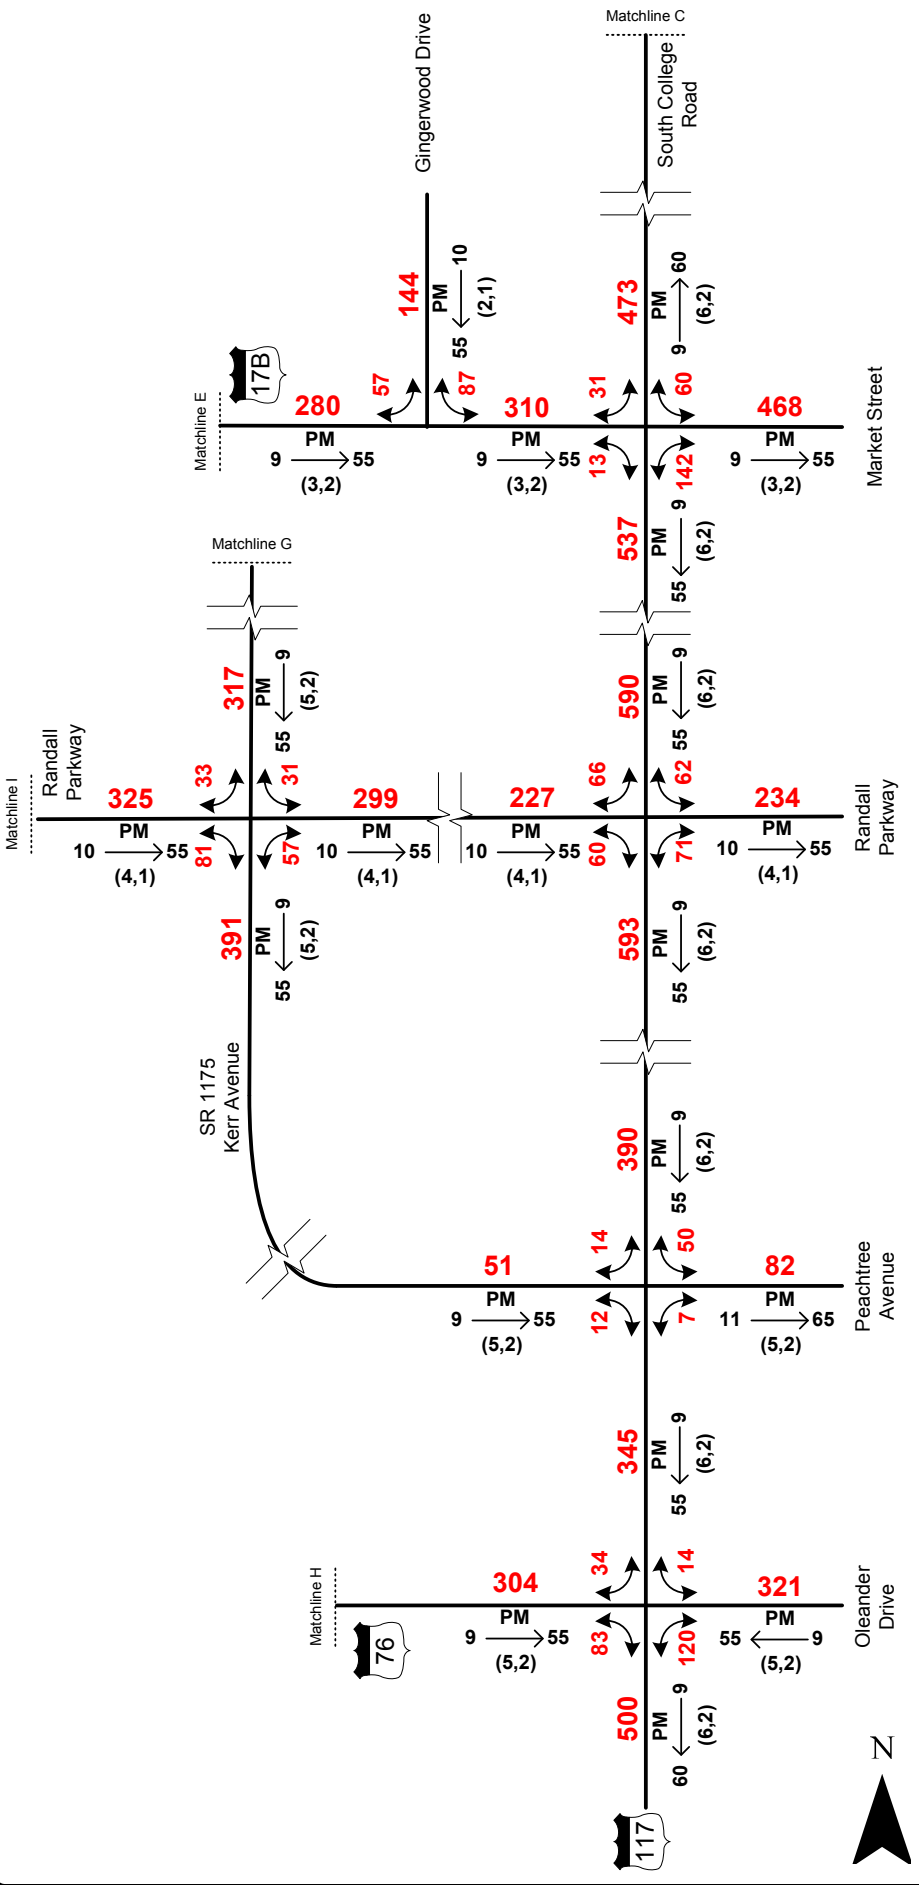 Matchline C
South College
Road
Gingerwood Drive
144
PM
10
55
(2,1)
473
PM
9
60
(6,2)
17B
Matchline E
280
57
87
310
31
60
468
PM
9
55
(3,2)
PM
9
55
(3,2)
13
142
PM
9
55
(3,2)
Market Street
537
PM
9
55
(6,2)
Matchline G
317
PM
9
55
(5,2)
590
PM
9
55
(6,2)
Randall
Parkway
Matchline I
325
33
31
299
227
66
62
234
PM
10
55
(4,1)
81
57
PM
10
55
(4,1)
PM
10
55
(4,1)
60
71
PM
10
55
(4,1)
Randall
Parkway
391
PM
9
55
(5,2)
593
PM
9
55
(6,2)
SR 1175
Kerr Avenue
390
PM
9
55
(6,2)
51
14
50
82
PM
9
55
(5,2)
12
7
PM
11
65
(5,2)
Peachtree
Avenue
345
PM
9
55
(6,2)
Matchline H
304
34
14
321
PM
9
55
(5,2)
83
120
PM
55
9
(5,2)
Oleander
Drive
76
500
PM
9
60
(6,2)
117
N